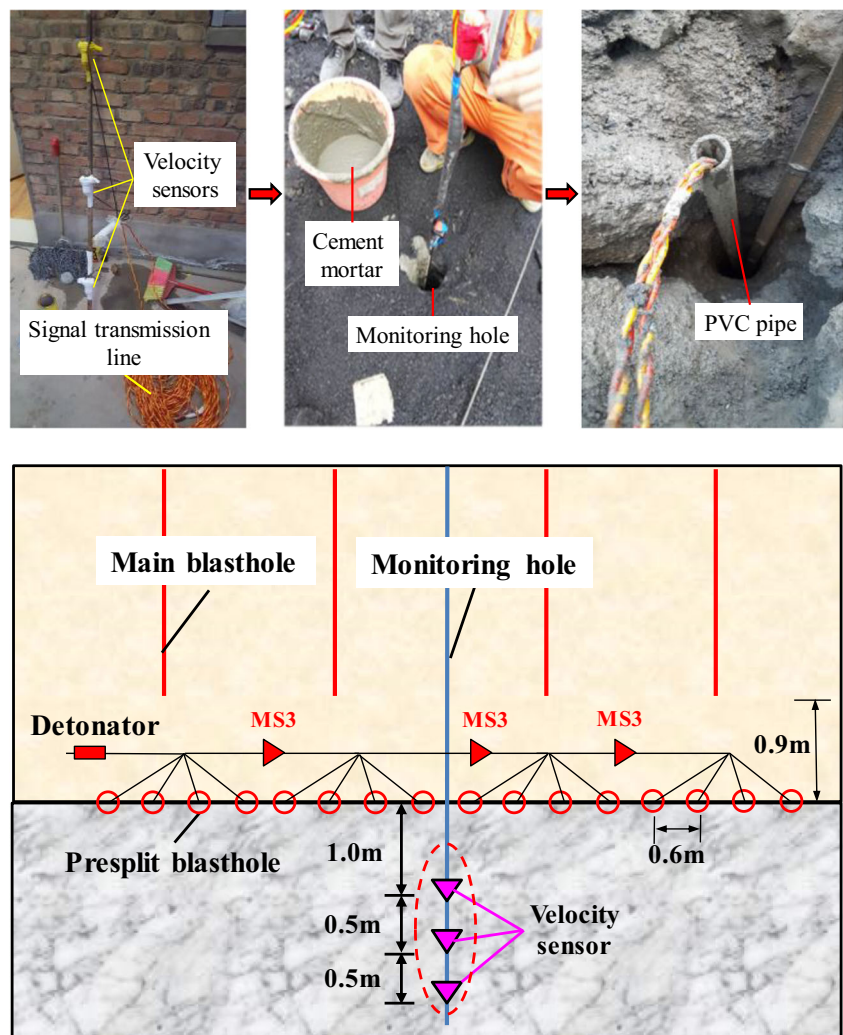 Velocity
sensors
Signal transmission
line
Cement
mortar
Monitoring hole
PVC pipe
Main blasthole
Monitoring hole
Detonator
MS3
MS3
MS3
0.9m
Presplit blasthole
1.0m
0.6m
0.5m
Velocity
sensor
0.5m